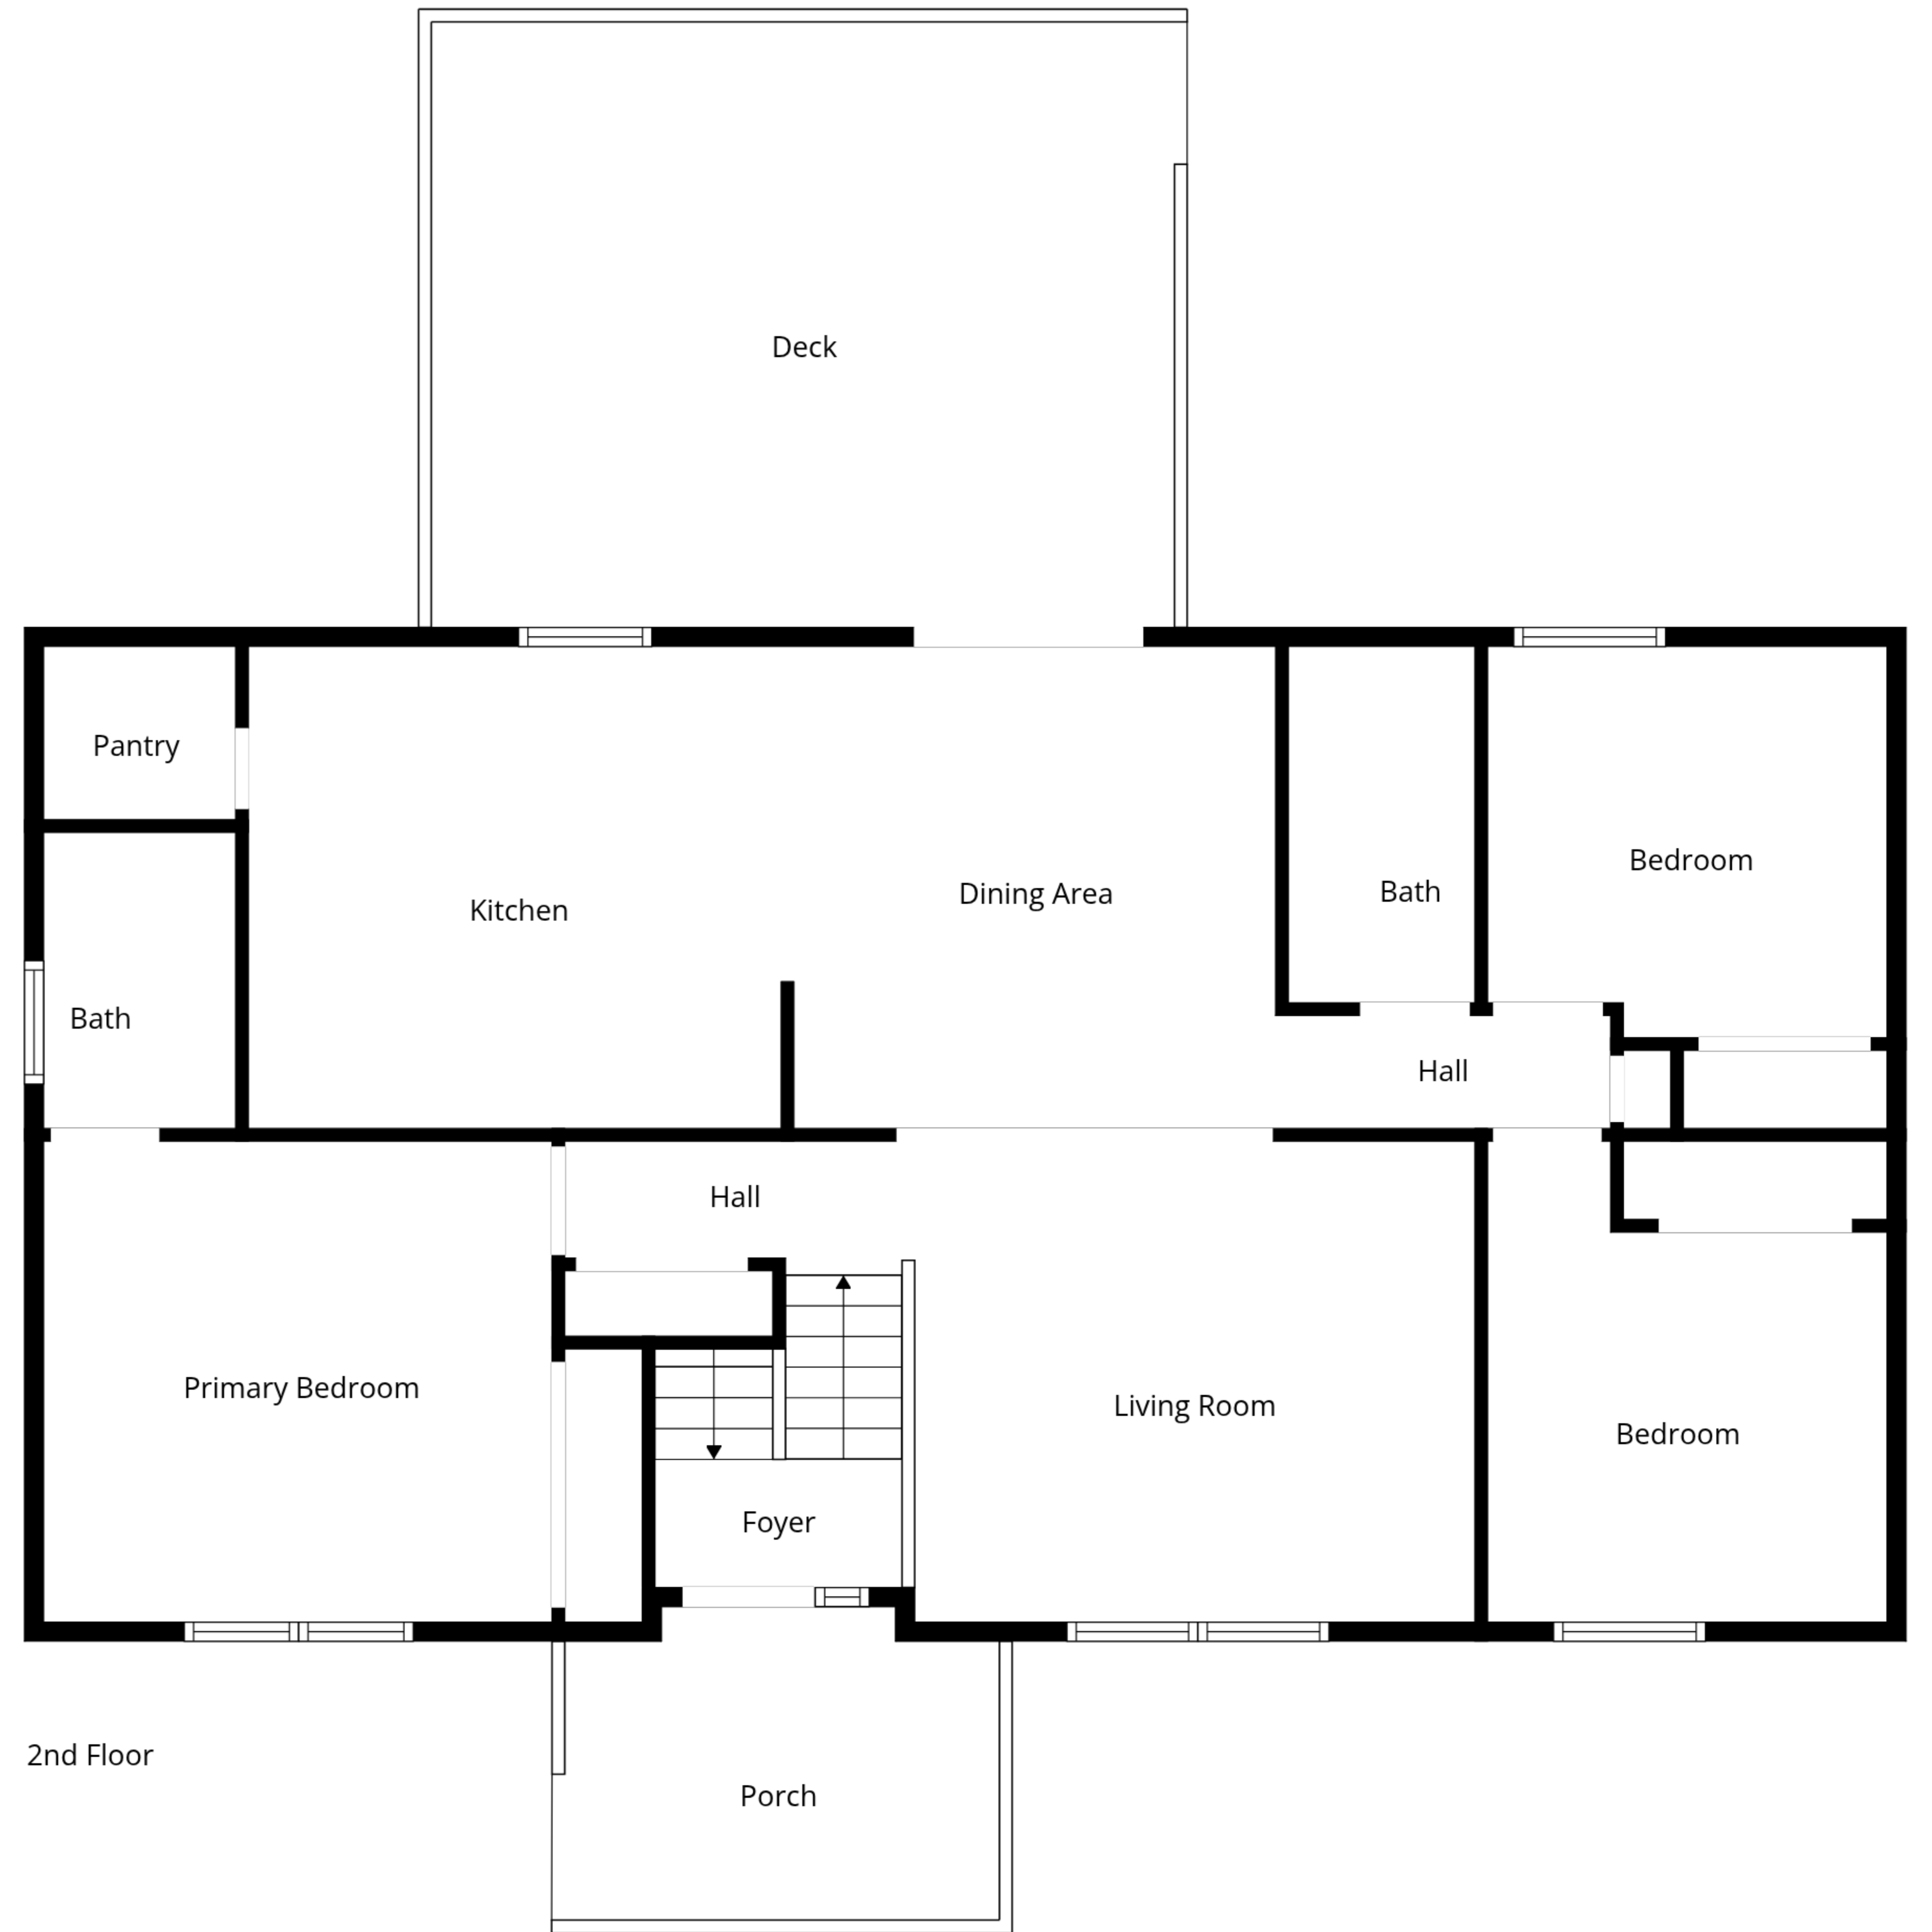 Deck
Pantry
Bedroom
Bath
Dining Area
Kitchen
Bath
Hall
Hall
Primary Bedroom
Living Room
Bedroom
Foyer
2nd Floor
Porch